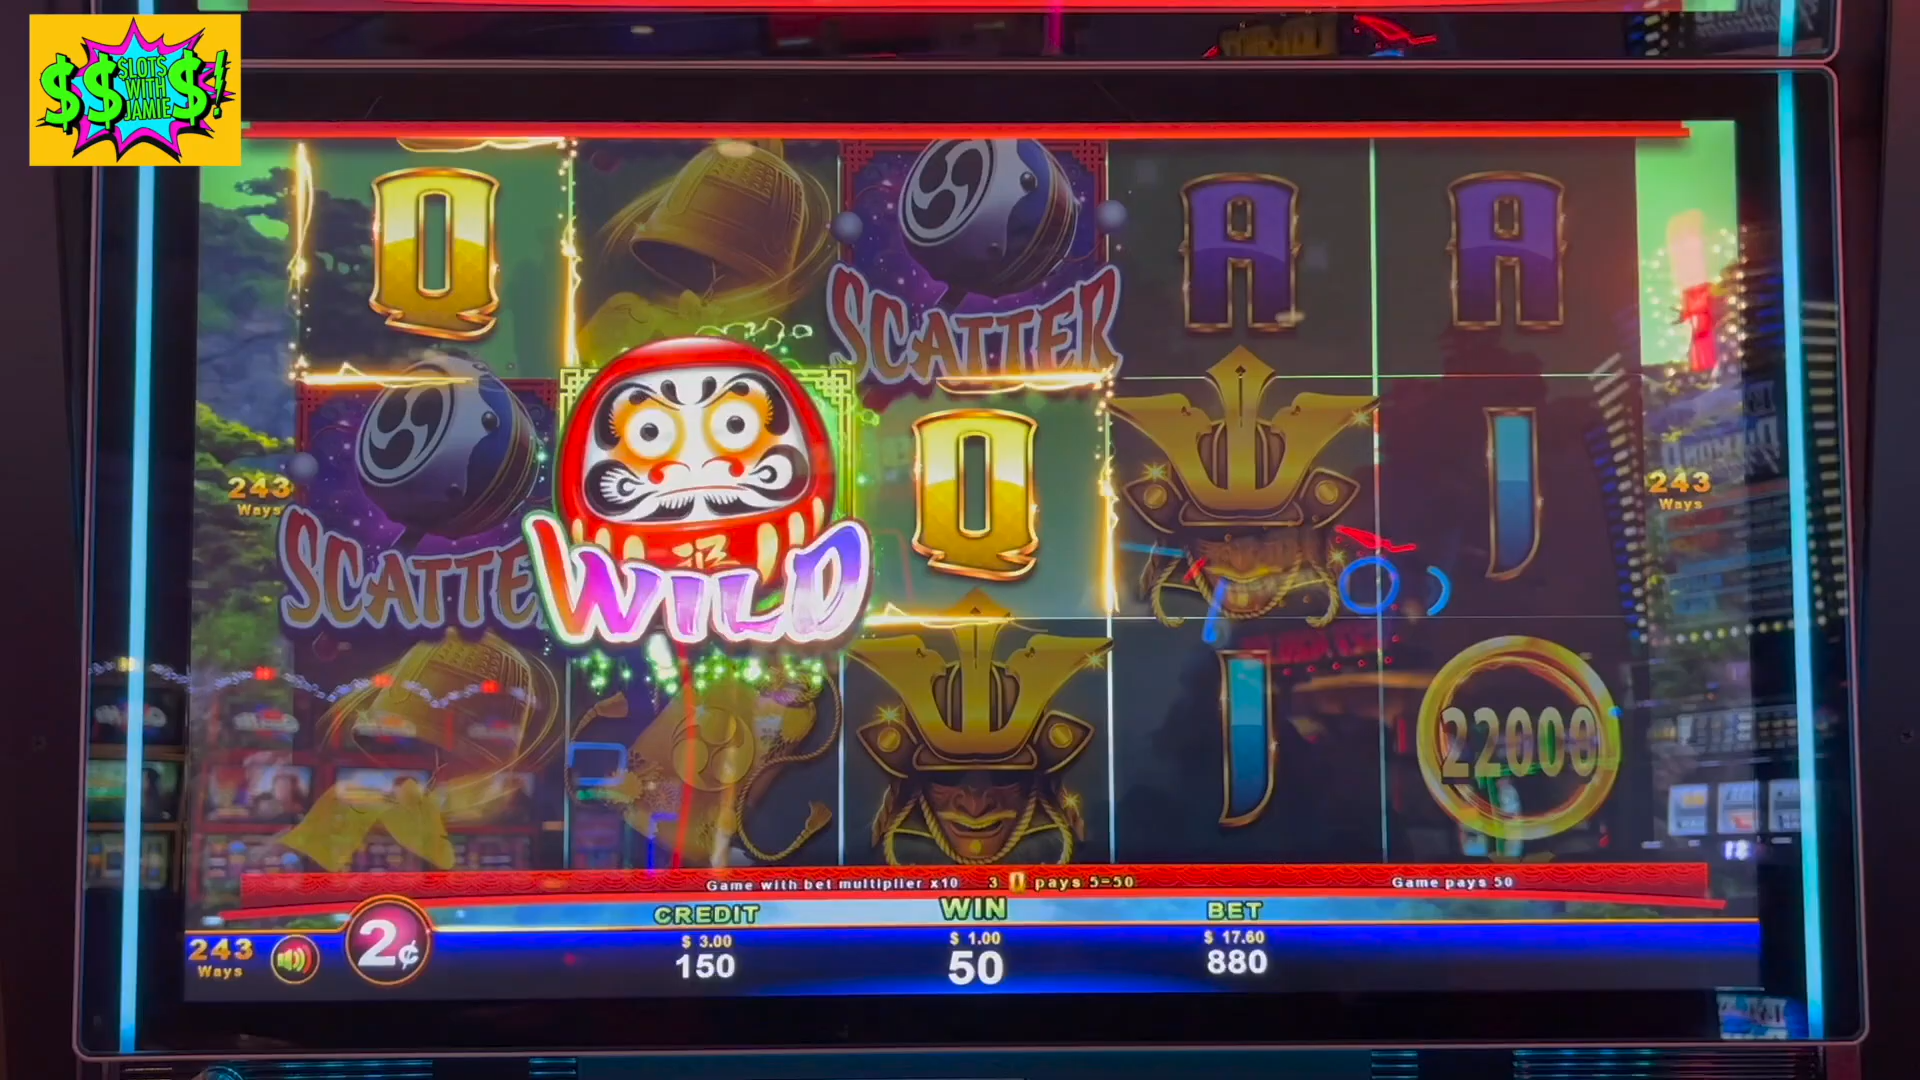 $$ SLOTS WITH JAMIE $!
Q
A
A
SCATTER
Q
J
243 Ways
SCATTE
WILD
243 Ways
J
22000
Game with bet multiplier x10 3 Q pays 5=50
Game pays 50
CREDIT
WIN
BET
243 Ways
2¢
$ 3.00
$ 1.00
$ 17.60
150
50
880